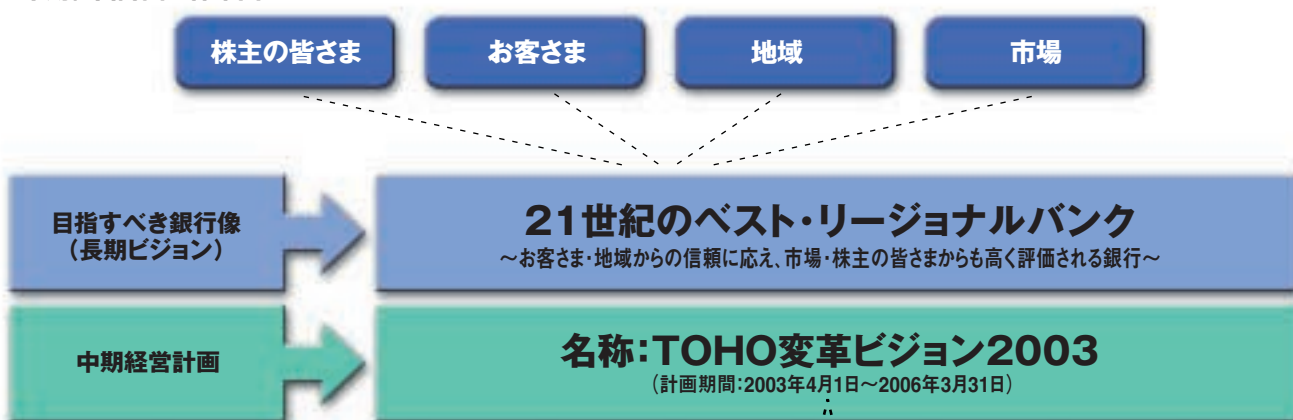 株主の皆さま
お客さま
地域
市場
目指すべき銀行像
(長期ビジョン)
21世紀のベスト・リージョナルバンク
～お客さま・地域からの信頼に応え、市場・株主の皆さまからも高く評価される銀行～
中期経営計画
名称:TOHO変革ビジョン2003
(計画期間:2003年4月1日～2006年3月31日)